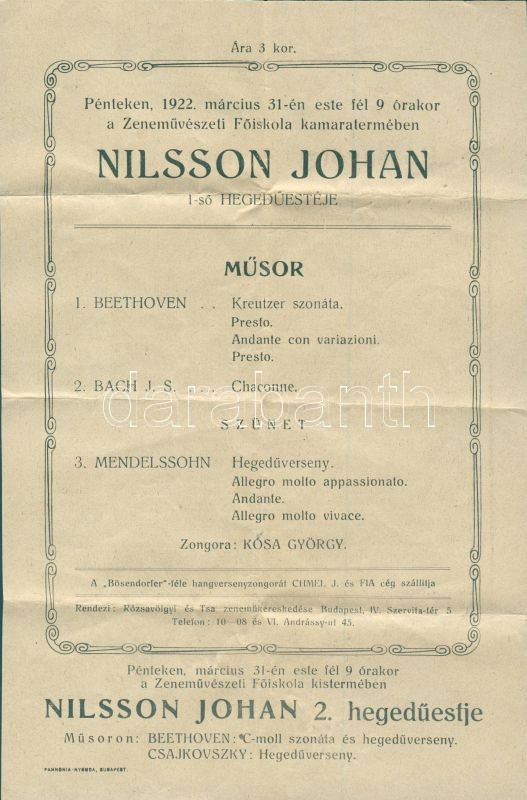 Ára 3 kor.
Pénteken, 1922. március 31-én este fél 9 órakor
a Zeneművészeti Főiskola kamaratermében
NILSSON JOHAN
1-ső HEGEDŰESTÉJE
MŰSOR
1. BEETHOVEN . . Kreutzer szonáta.
Presto.
Andante con variazioni.
Presto.
2. BACH J. S. . . . Chaconne.
darabanth
SZÜNET
3. MENDELSSOHN Hegedűverseny.
Allegro molto appassionato.
Andante.
Allegro molto vivace.
Zongora: KÓSA GYÖRGY.
A „Bösendorfer"-féle hangversenyzongorát CHMEL J. és FIA cég szállítja
Rendezi: Rózsavölgyi és Tsa zeneműkereskedése Budapest, IV. Szervita-tér 5
Telefon: 10—08 és VI. Andrássy-ut 45.
Pénteken, március 31-én este fél 9 órakor
a Zeneművészeti Főiskola kistermében
NILSSON JOHAN 2. hegedűestje
Műsoron: BEETHOVEN: C-moll szonáta és hegedűverseny.
CSAJKOVSZKY: Hegedűverseny.
PANNONIA-NYOMDA, BUDAPEST.